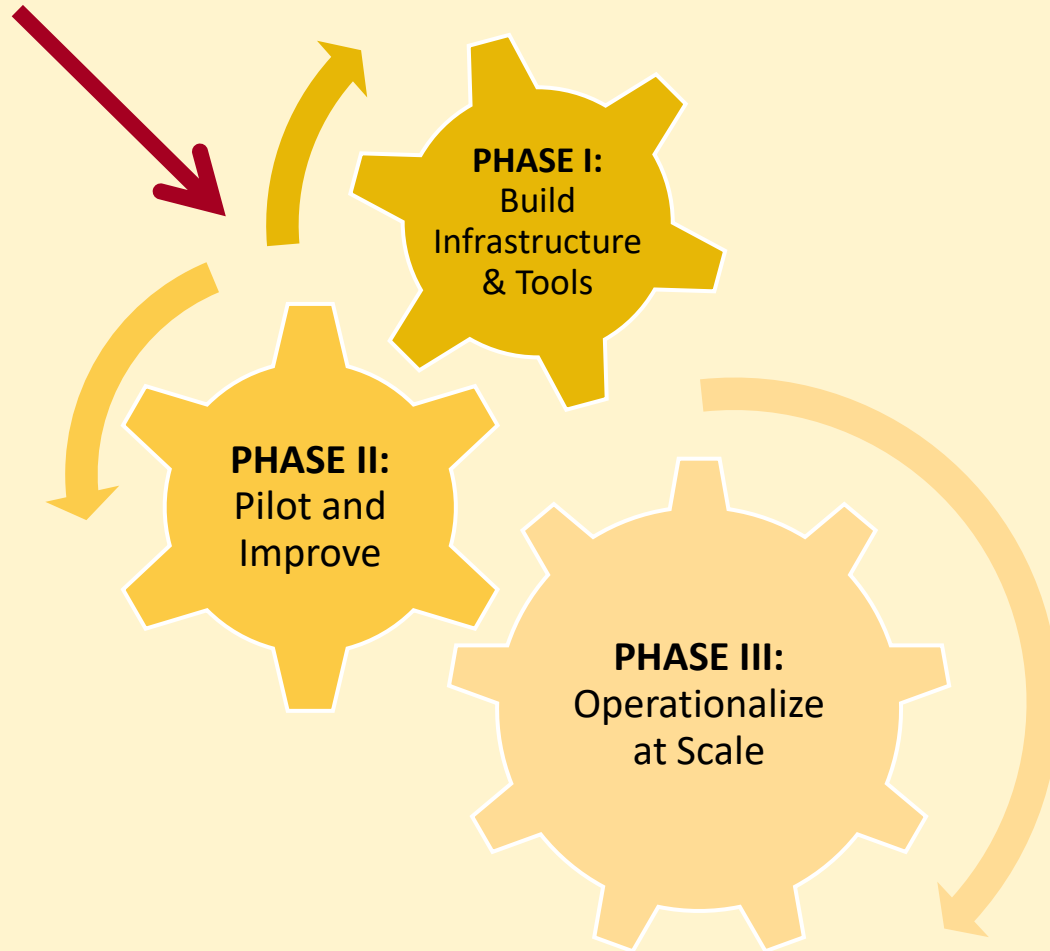 PHASE I:
Build
Infrastructure
& Tools
PHASE II:
Pilot and
Improve
PHASE III:
Operationalize
at Scale